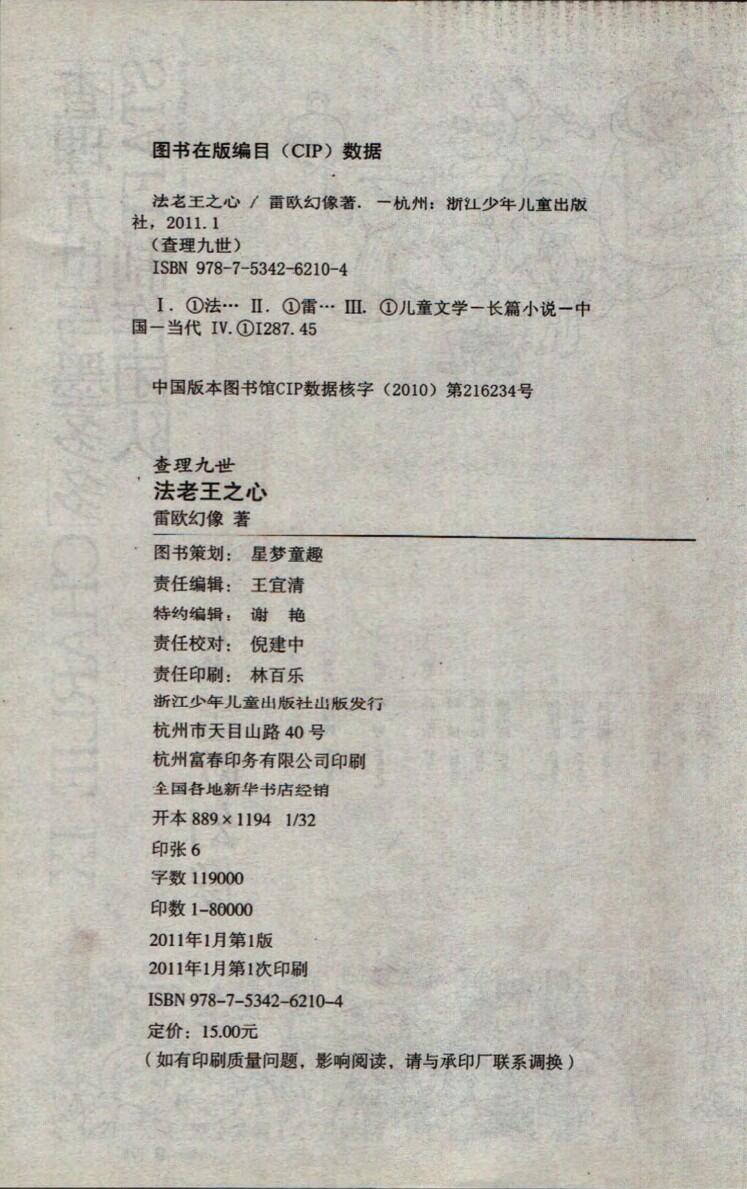 图书在版编目（CIP）数据
法老王之心 / 雷欧幻像著. —杭州：浙江少年儿童出版
社，2011.1
（查理九世）
ISBN 978-7-5342-6210-4
Ⅰ. ①法… Ⅱ. ①雷… Ⅲ. ①儿童文学－长篇小说－中
国－当代 Ⅳ.①I287.45
中国版本图书馆CIP数据核字（2010）第216234号
查理九世
法老王之心
雷欧幻像 著
图书策划： 星梦童趣
责任编辑： 王宜清
特约编辑： 谢 艳
责任校对： 倪建中
责任印刷： 林百乐
浙江少年儿童出版社出版发行
杭州市天目山路 40 号
杭州富春印务有限公司印刷
全国各地新华书店经销
开本 889×1194 1/32
印张 6
字数 119000
印数 1-80000
2011年1月第1版
2011年1月第1次印刷
ISBN 978-7-5342-6210-4
定价：15.00元
（如有印刷质量问题，影响阅读，请与承印厂联系调换）